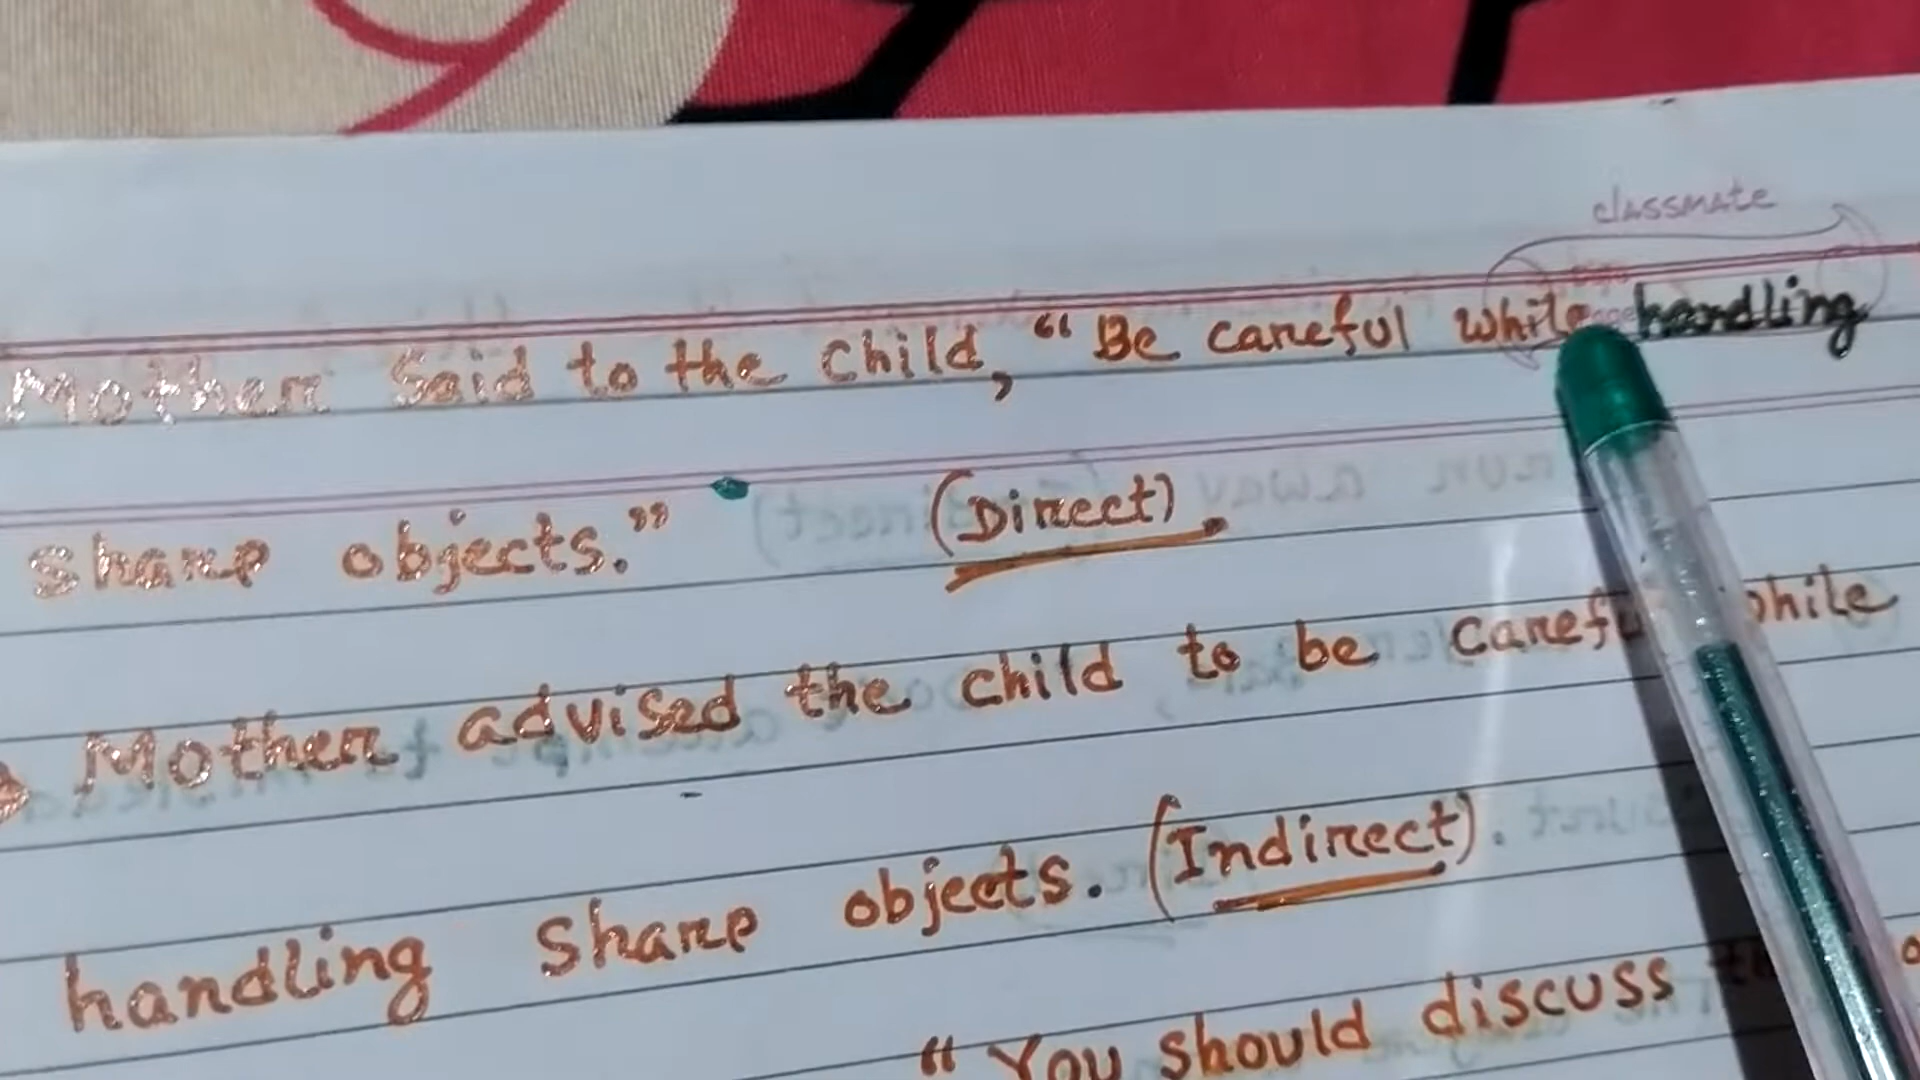 classmate
Mother Said to the Child, “Be careful while handling
Sharp objects.” (Direct)
Mother advised the child to be careful while
handling Sharp objects. (Indirect).
“ You should discuss